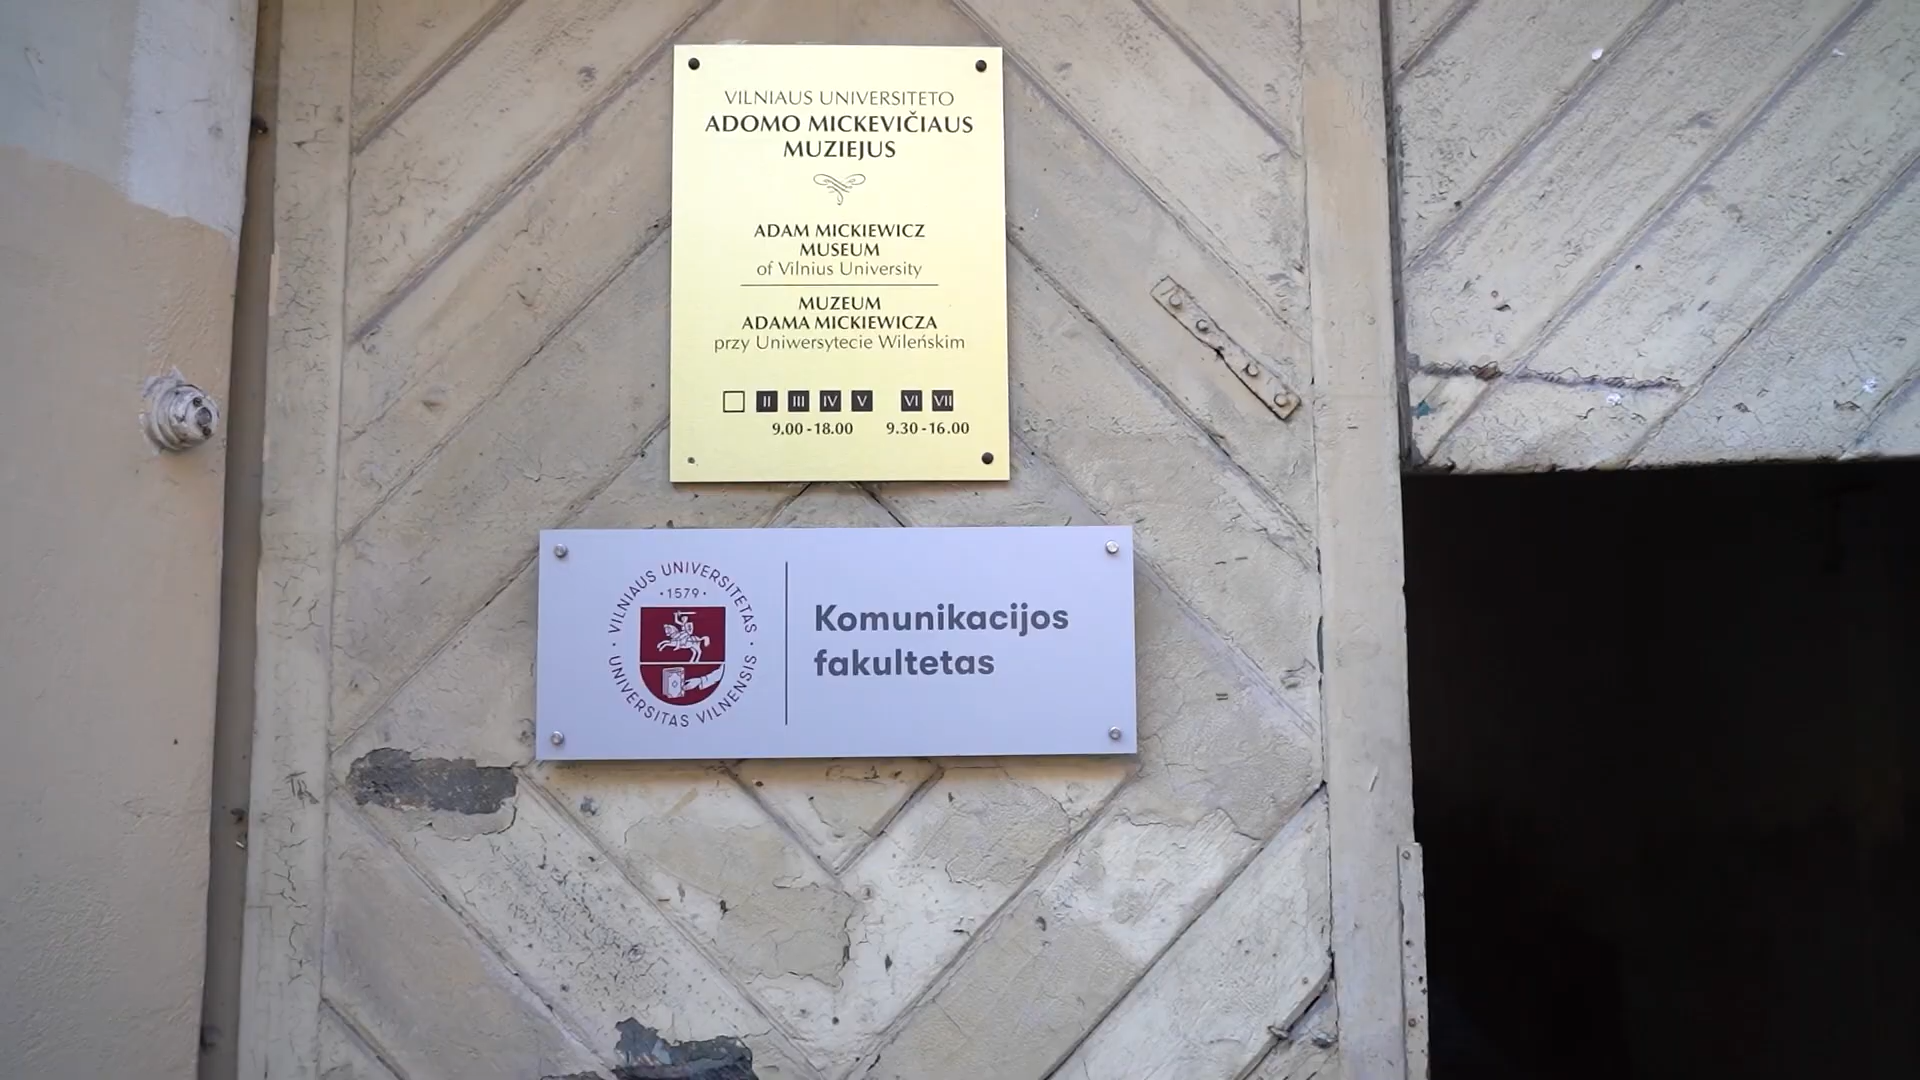 VILNIAUS UNIVERSITETO
ADOMO MICKEVIČIAUS
MUZIEJUS
ADAM MICKIEWICZ
MUSEUM
of Vilnius University
MUZEUM
ADAMA MICKIEWICZA
przy Uniwersytecie Wileńskim
II III IV V VI VII
9.00 - 18.00 9.30 - 16.00
VILNIAUS UNIVERSITETAS
· 1579 ·
UNIVERSITAS VILNENSIS
Komunikacijos
fakultetas